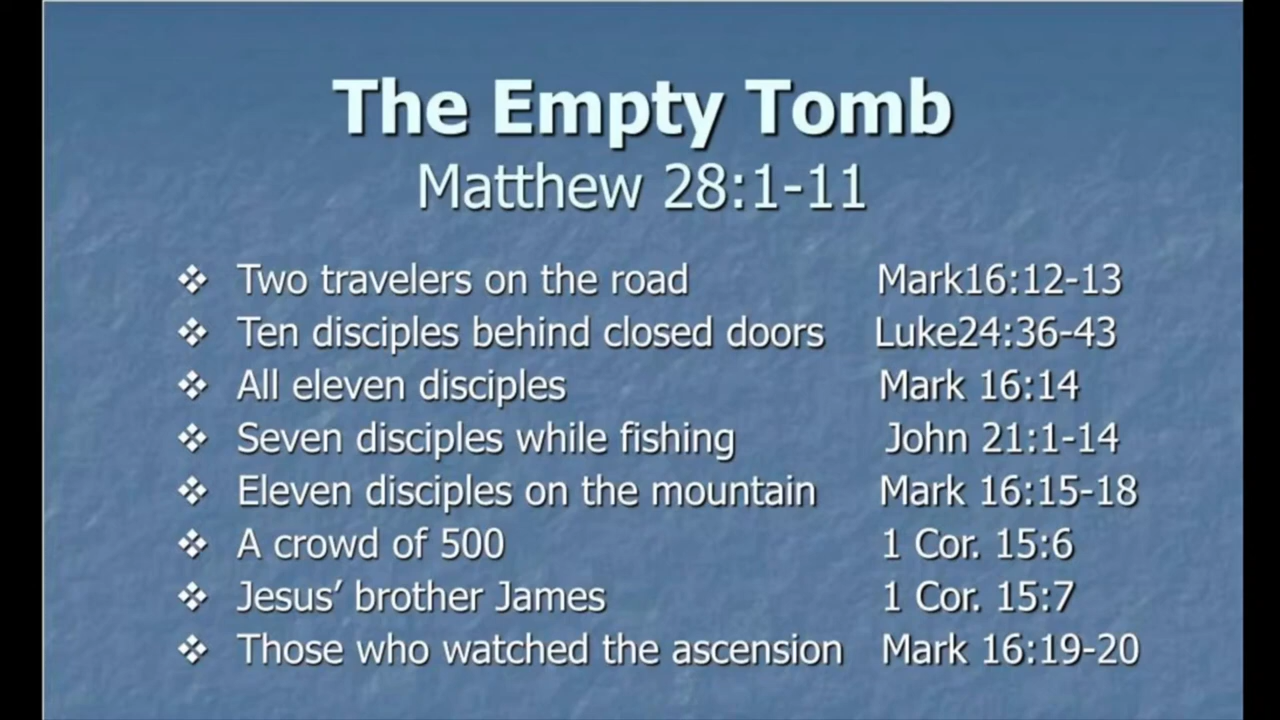 The Empty Tomb
Matthew 28:1-11
❖ Two travelers on the road Mark16:12-13
❖ Ten disciples behind closed doors Luke24:36-43
❖ All eleven disciples Mark 16:14
❖ Seven disciples while fishing John 21:1-14
❖ Eleven disciples on the mountain Mark 16:15-18
❖ A crowd of 500 1 Cor. 15:6
❖ Jesus’ brother James 1 Cor. 15:7
❖ Those who watched the ascension Mark 16:19-20